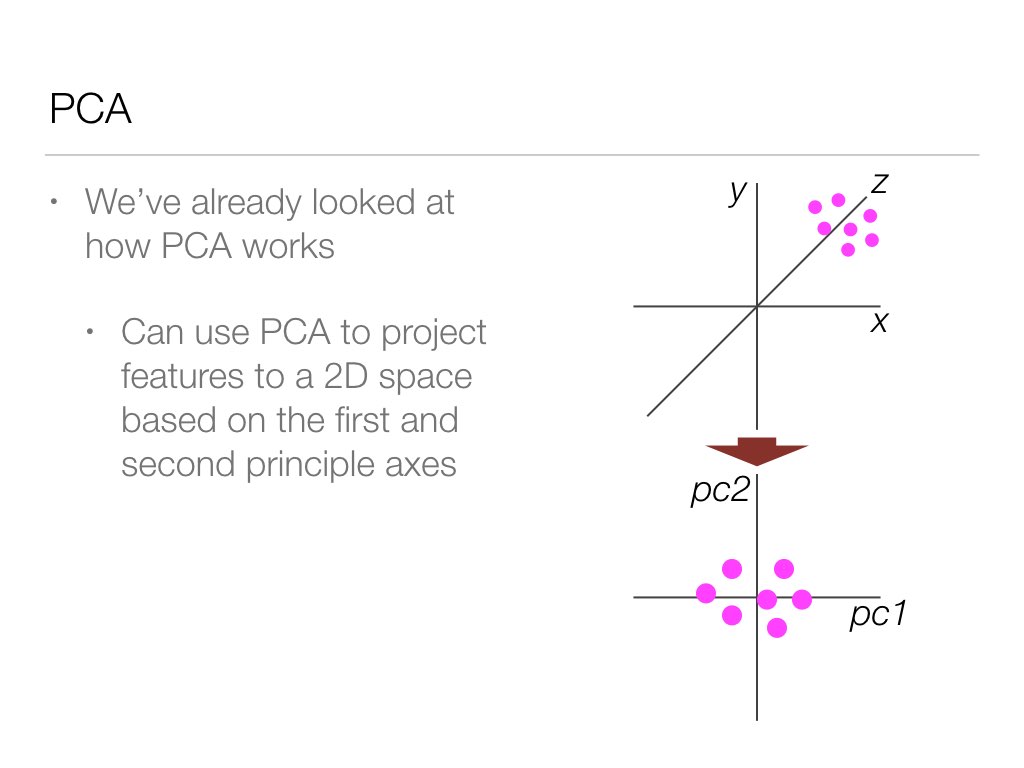 PCA
• We’ve already looked at
how PCA works
• Can use PCA to project
features to a 2D space
based on the first and
second principle axes
y
z
x
pc2
pc1